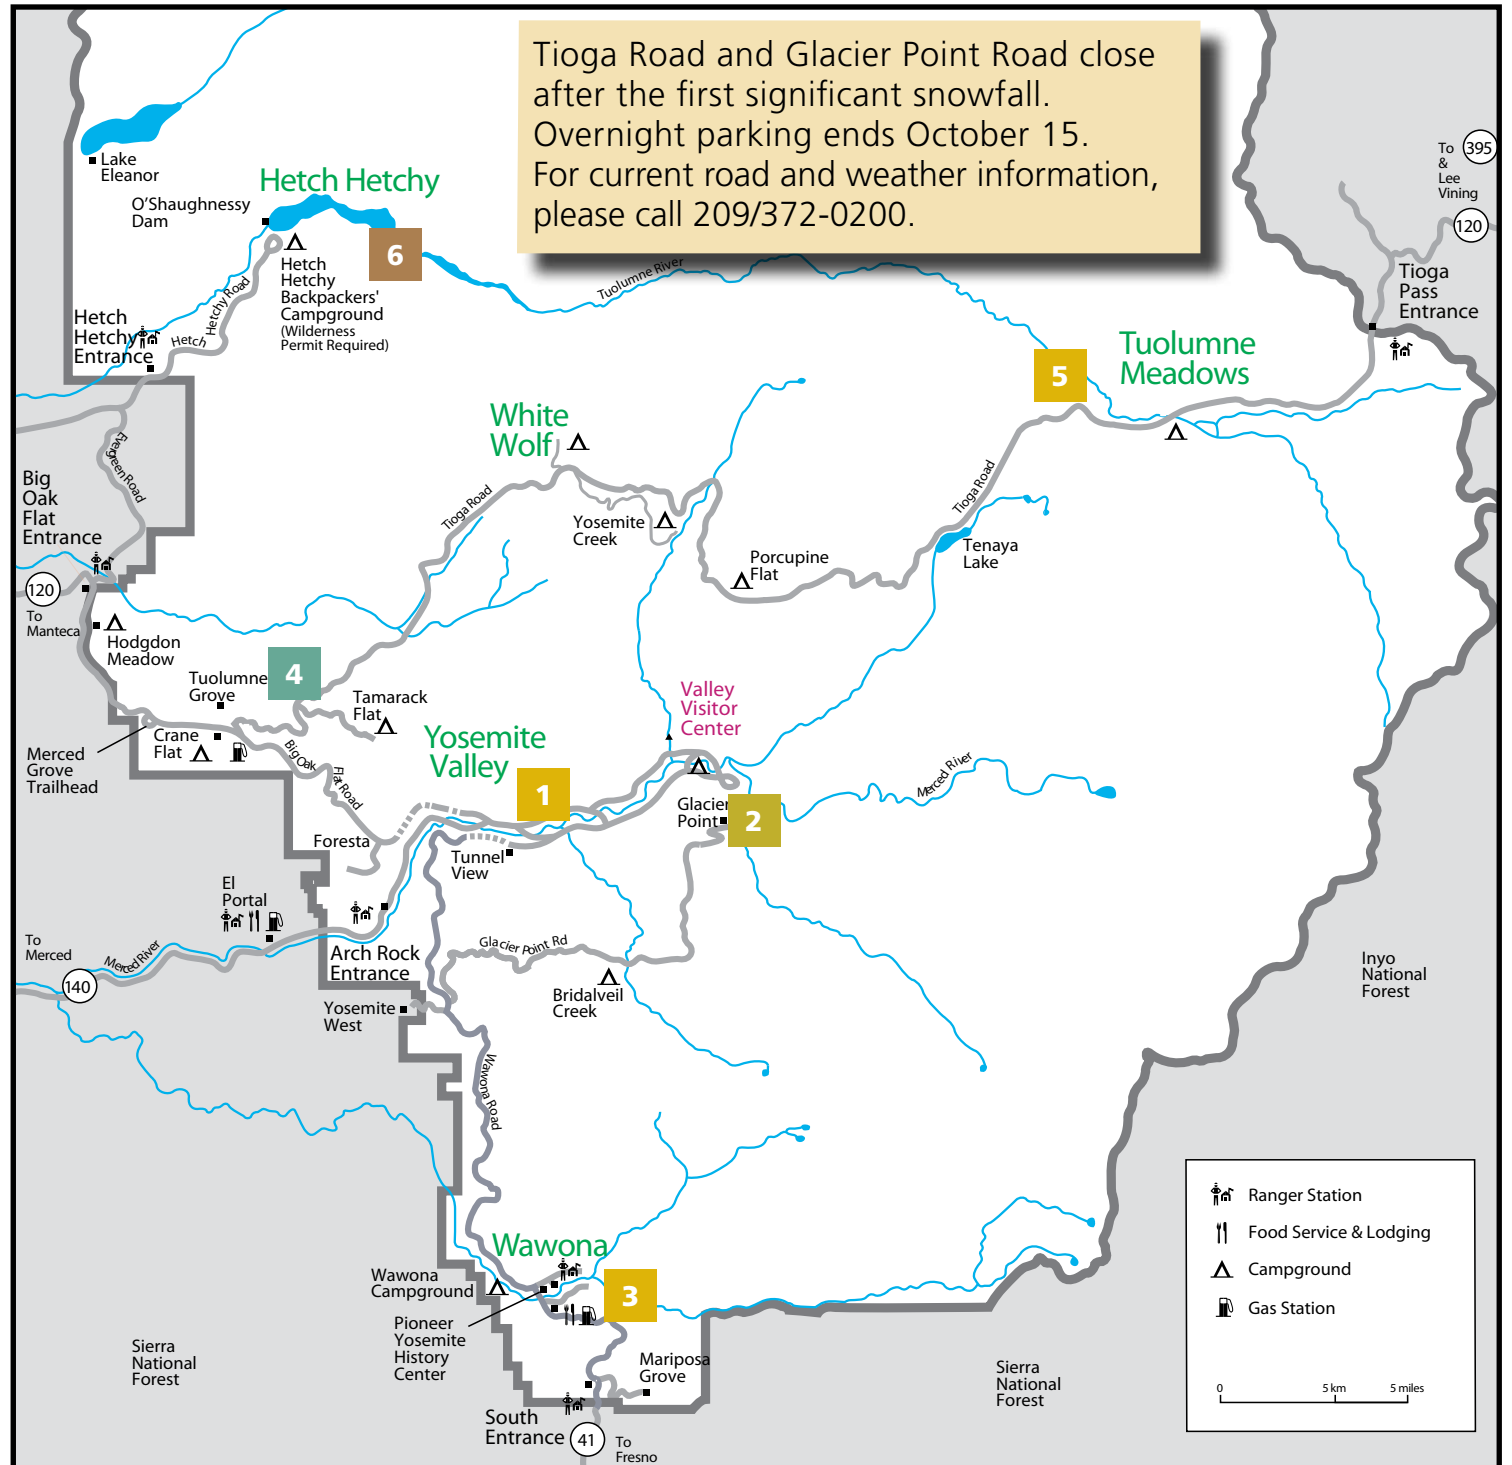 Tioga Road and Glacier Point Road close
after the first significant snowfall.
Overnight parking ends October 15.
For current road and weather information,
please call 209/372-0200.
To
&
Lee
Vining
395
120
Lake
Eleanor
Hetch Hetchy
O'Shaughnessy
Dam
6
Hetch
Hetchy
Backpackers'
Campground
(Wilderness
Permit Required)
Tuolumne River
Tioga
Pass
Entrance
Hetch
Hetchy
Entrance
Hetch
Hetchy Road
Tuolumne
Meadows
5
White
Wolf
Evergreen Road
Big
Oak
Flat
Entrance
Tioga Road
Tioga Road
Yosemite
Creek
Porcupine
Flat
Tenaya
Lake
120
To
Manteca
Hodgdon
Meadow
Tuolumne
Grove
4
Tamarack
Flat
Valley
Visitor
Center
Merced
Grove
Trailhead
Crane
Flat
Big Oak
Flat Road
Yosemite
Valley
1
Merced River
Glacier
Point
2
Foresta
Tunnel
View
El
Portal
To
Merced
Merced River
140
Arch Rock
Entrance
Glacier Point Rd
Bridalveil
Creek
Yosemite
West
Inyo
National
Forest
Wawona Road
Wawona
Wawona
Campground
3
Pioneer
Yosemite
History
Center
Mariposa
Grove
Sierra
National
Forest
Sierra
National
Forest
South
Entrance
41
To
Fresno
Ranger Station
Food Service & Lodging
Campground
Gas Station
0
5 km
5 miles